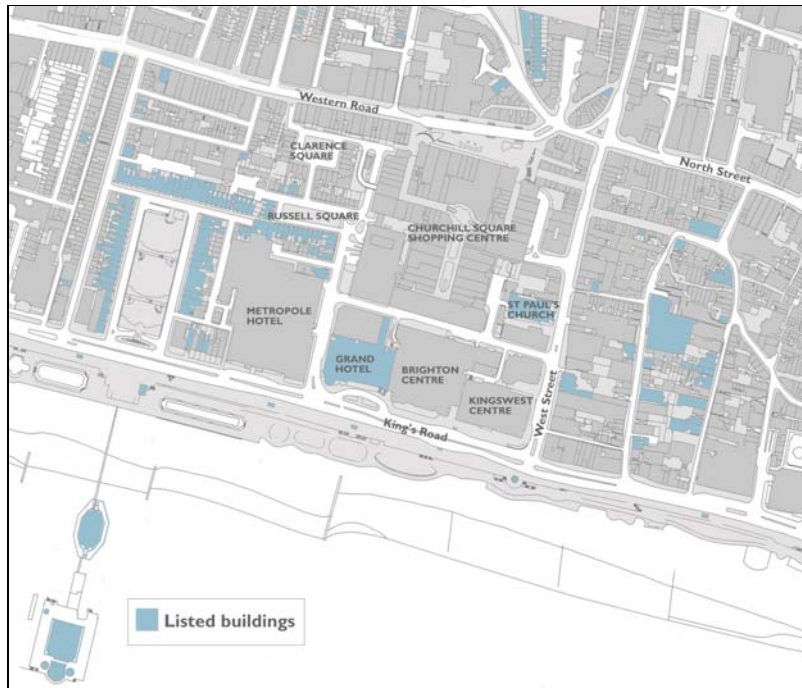 Western Road
CLARENCE
SQUARE
North Street
RUSSELL SQUARE
CHURCHILL SQUARE
SHOPPING CENTRE
METROPOLE
HOTEL
ST PAUL'S
CHURCH
GRAND
HOTEL
BRIGHTON
CENTRE
KINGSWEST
CENTRE
West Street
King's Road
Listed buildings